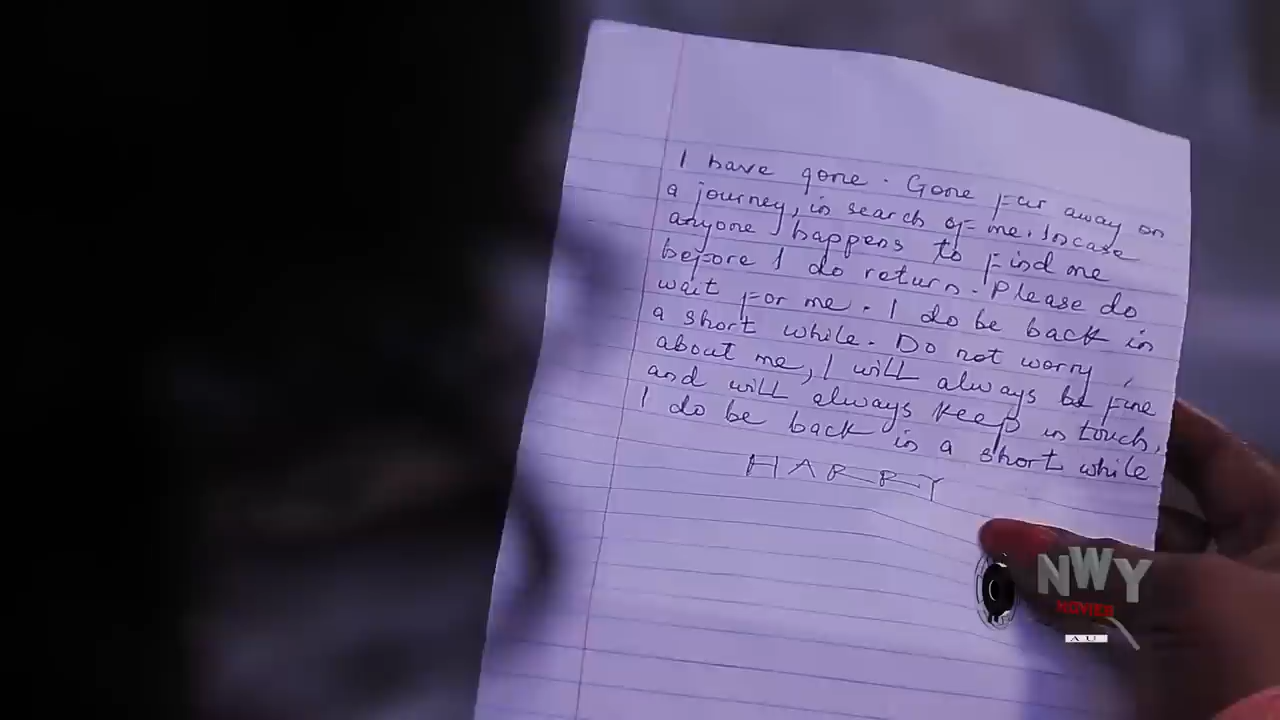 I have gone. Gone far away on
a journey, in search of me. Incase
anyone happens to find me
before I do return. Please do
wait for me. I do be back in
a short while. Do not worry
about me, I will always be fine
and will always keep in touch,
I do be back in a short while
HARRY
NWY
MOVIES
AU